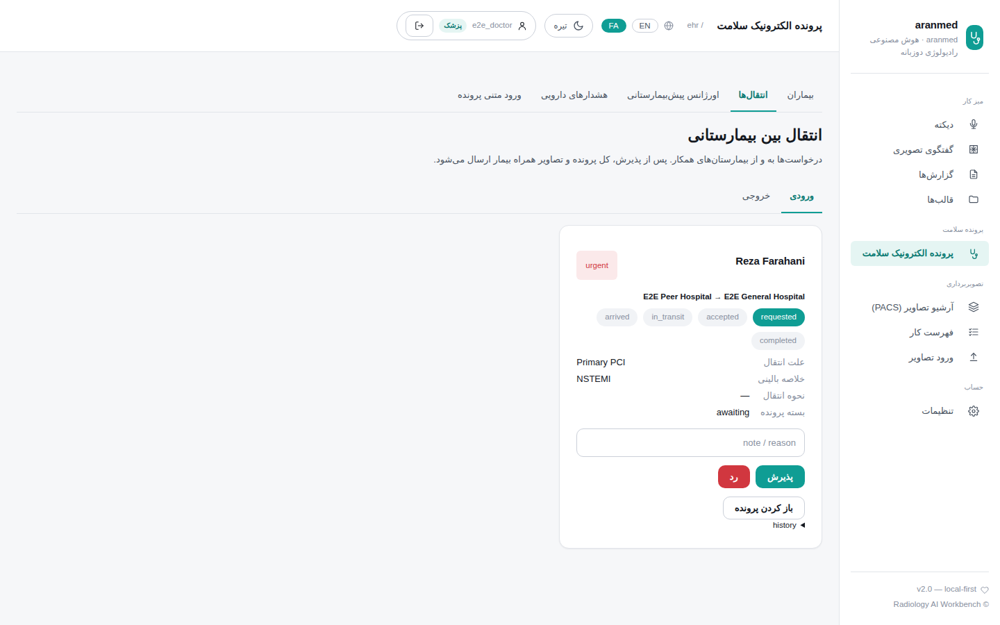 aranmed
aranmed · هوش مصنوعی
رادیولوژی دوزبانه
میز کار
دیکته
گفتگوی تصویری
گزارش‌ها
قالب‌ها
پرونده سلامت
پرونده الکترونیک سلامت
تصویربرداری
آرشیو تصاویر (PACS)
فهرست کار
ورود تصاویر
حساب
تنظیمات
v2.0 — local-first
Radiology AI Workbench ©
پرونده الکترونیک سلامت
ehr /
EN
FA
تیره
e2e_doctor
پزشک
بیماران
انتقال‌ها
اورژانس پیش‌بیمارستانی
هشدارهای دارویی
ورود متنی پرونده
انتقال بین بیمارستانی
درخواست‌ها به و از بیمارستان‌های همکار. پس از پذیرش، کل پرونده و تصاویر همراه بیمار ارسال می‌شود.
ورودی
خروجی
Reza Farahani
urgent
E2E Peer Hospital → E2E General Hospital
requested
accepted
in_transit
arrived
completed
علت انتقال
Primary PCI
خلاصه بالینی
NSTEMI
نحوه انتقال
—
بسته پرونده
awaiting
note / reason
پذیرش
رد
باز کردن پرونده
history